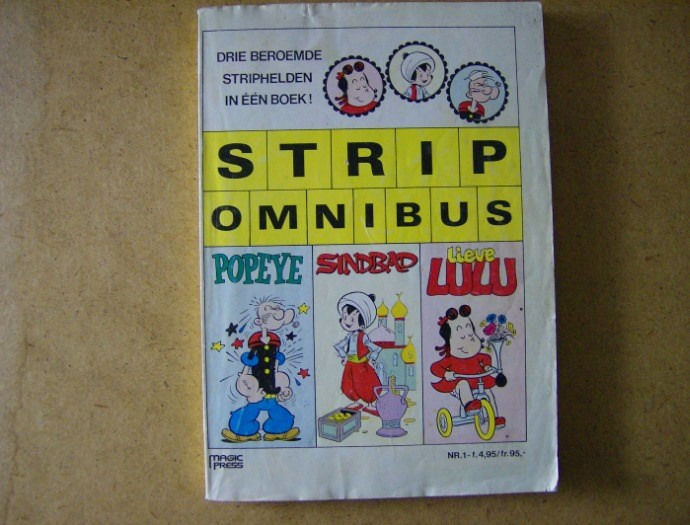 DRIE BEROEMDE
STRIPHELDEN
IN ÉÉN BOEK!
STRIP
OMNIBUS
POPEYE
SINDBAD
Lieve
LULU
MAGIC
PRESS
NR.1-f.4,95/fr.95,-